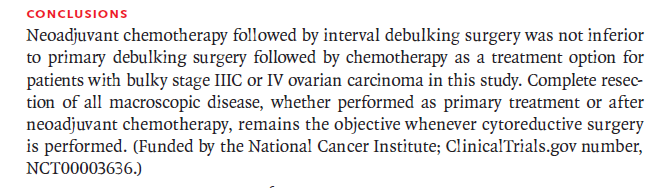 CONCLUSIONS
Neoadjuvant chemotherapy followed by interval debulking surgery was not inferior
to primary debulking surgery followed by chemotherapy as a treatment option for
patients with bulky stage IIIC or IV ovarian carcinoma in this study. Complete resec-
tion of all macroscopic disease, whether performed as primary treatment or after
neoadjuvant chemotherapy, remains the objective whenever cytoreductive surgery
is performed. (Funded by the National Cancer Institute; ClinicalTrials.gov number,
NCT00003636.)